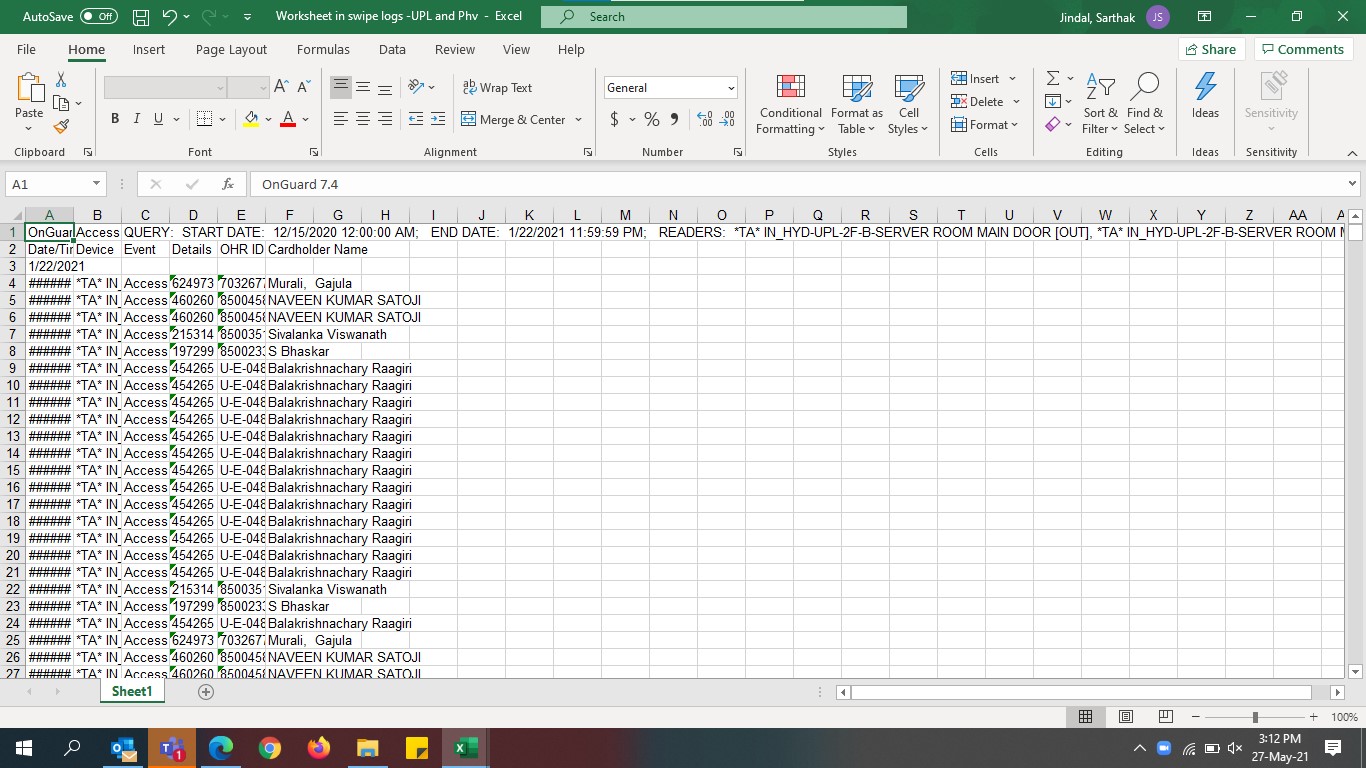 AutoSave Off Worksheet in swipe logs -UPL and Phv - Excel Search Jindal, Sarthak JS
File Home Insert Page Layout Formulas Data Review View Help Share Comments
Paste Clipboard
B I U Font
ab Wrap Text
Merge & Center
Alignment
General
$ % , Number
Conditional Formatting Format as Table Cell Styles
Styles
Insert
Delete
Format
Cells
Sort & Filter Find & Select
Editing
Ideas
Ideas
Sensitivity
Sensitivity
A1 fx OnGuard 7.4
A B C D E F G H I J K L M N O P Q R S T U V W X Y Z AA
1 OnGuar Access QUERY: START DATE: 12/15/2020 12:00:00 AM; END DATE: 1/22/2021 11:59:59 PM; READERS: *TA* IN_HYD-UPL-2F-B-SERVER ROOM MAIN DOOR [OUT], *TA* IN_HYD-UPL-2F-B-SERVER ROOM
2 Date/Tir Device Event Details OHR ID Cardholder Name
3 1/22/2021
4 ###### *TA* IN_ Access 624973 7032677 Murali, Gajula
5 ###### *TA* IN_ Access 460260 8500458 NAVEEN KUMAR SATOJI
6 ###### *TA* IN_ Access 460260 8500458 NAVEEN KUMAR SATOJI
7 ###### *TA* IN_ Access 215314 850035 Sivalanka Viswanath
8 ###### *TA* IN_ Access 197299 850023 S Bhaskar
9 ###### *TA* IN_ Access 454265 U-E-048 Balakrishnachary Raagiri
10 ###### *TA* IN_ Access 454265 U-E-048 Balakrishnachary Raagiri
11 ###### *TA* IN_ Access 454265 U-E-048 Balakrishnachary Raagiri
12 ###### *TA* IN_ Access 454265 U-E-048 Balakrishnachary Raagiri
13 ###### *TA* IN_ Access 454265 U-E-048 Balakrishnachary Raagiri
14 ###### *TA* IN_ Access 454265 U-E-048 Balakrishnachary Raagiri
15 ###### *TA* IN_ Access 454265 U-E-048 Balakrishnachary Raagiri
16 ###### *TA* IN_ Access 454265 U-E-048 Balakrishnachary Raagiri
17 ###### *TA* IN_ Access 454265 U-E-048 Balakrishnachary Raagiri
18 ###### *TA* IN_ Access 454265 U-E-048 Balakrishnachary Raagiri
19 ###### *TA* IN_ Access 454265 U-E-048 Balakrishnachary Raagiri
20 ###### *TA* IN_ Access 454265 U-E-048 Balakrishnachary Raagiri
21 ###### *TA* IN_ Access 454265 U-E-048 Balakrishnachary Raagiri
22 ###### *TA* IN_ Access 215314 850035 Sivalanka Viswanath
23 ###### *TA* IN_ Access 197299 850023 S Bhaskar
24 ###### *TA* IN_ Access 454265 U-E-048 Balakrishnachary Raagiri
25 ###### *TA* IN_ Access 624973 7032677 Murali, Gajula
26 ###### *TA* IN_ Access 460260 8500458 NAVEEN KUMAR SATOJI
27 ###### *TA* IN_ Access 460260 8500458 NAVEEN KUMAR SATOJI
Sheet1
100%
3:12 PM
27-May-21